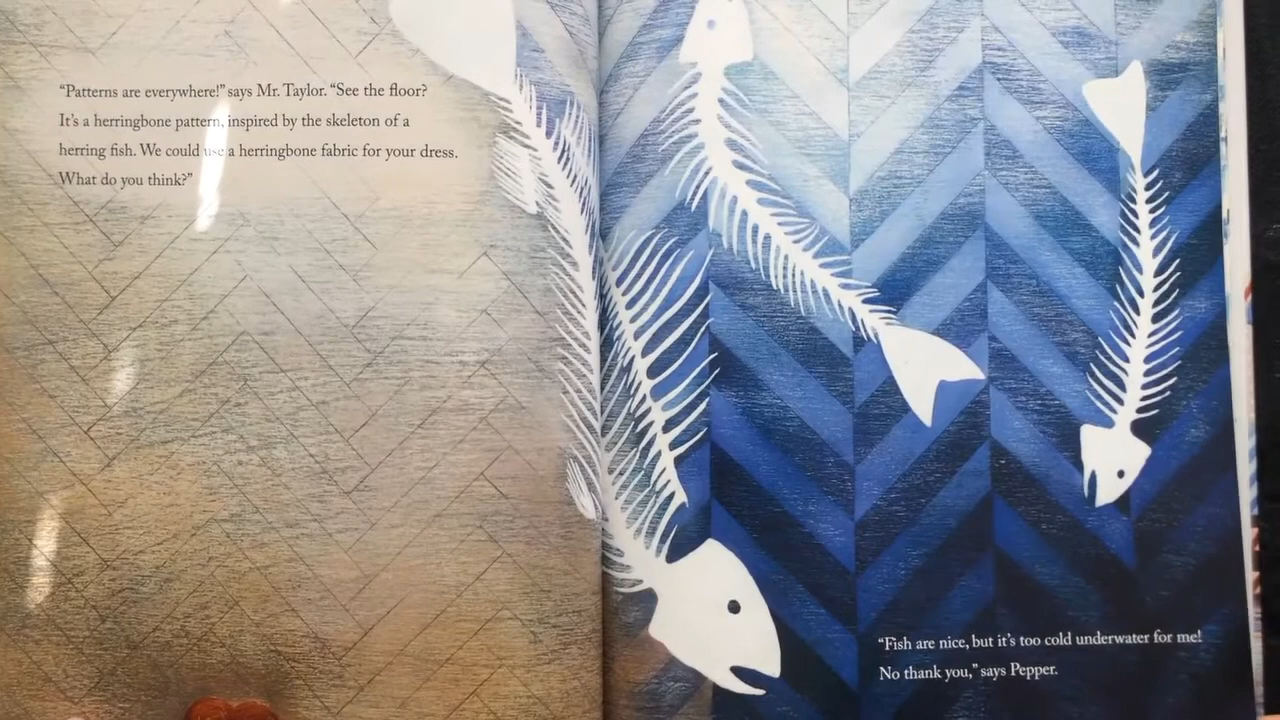 “Patterns are everywhere!” says Mr. Taylor. “See the floor?
It’s a herringbone pattern, inspired by the skeleton of a
herring fish. We could use a herringbone fabric for your dress.
What do you think?”
“Fish are nice, but it’s too cold underwater for me!
No thank you,” says Pepper.